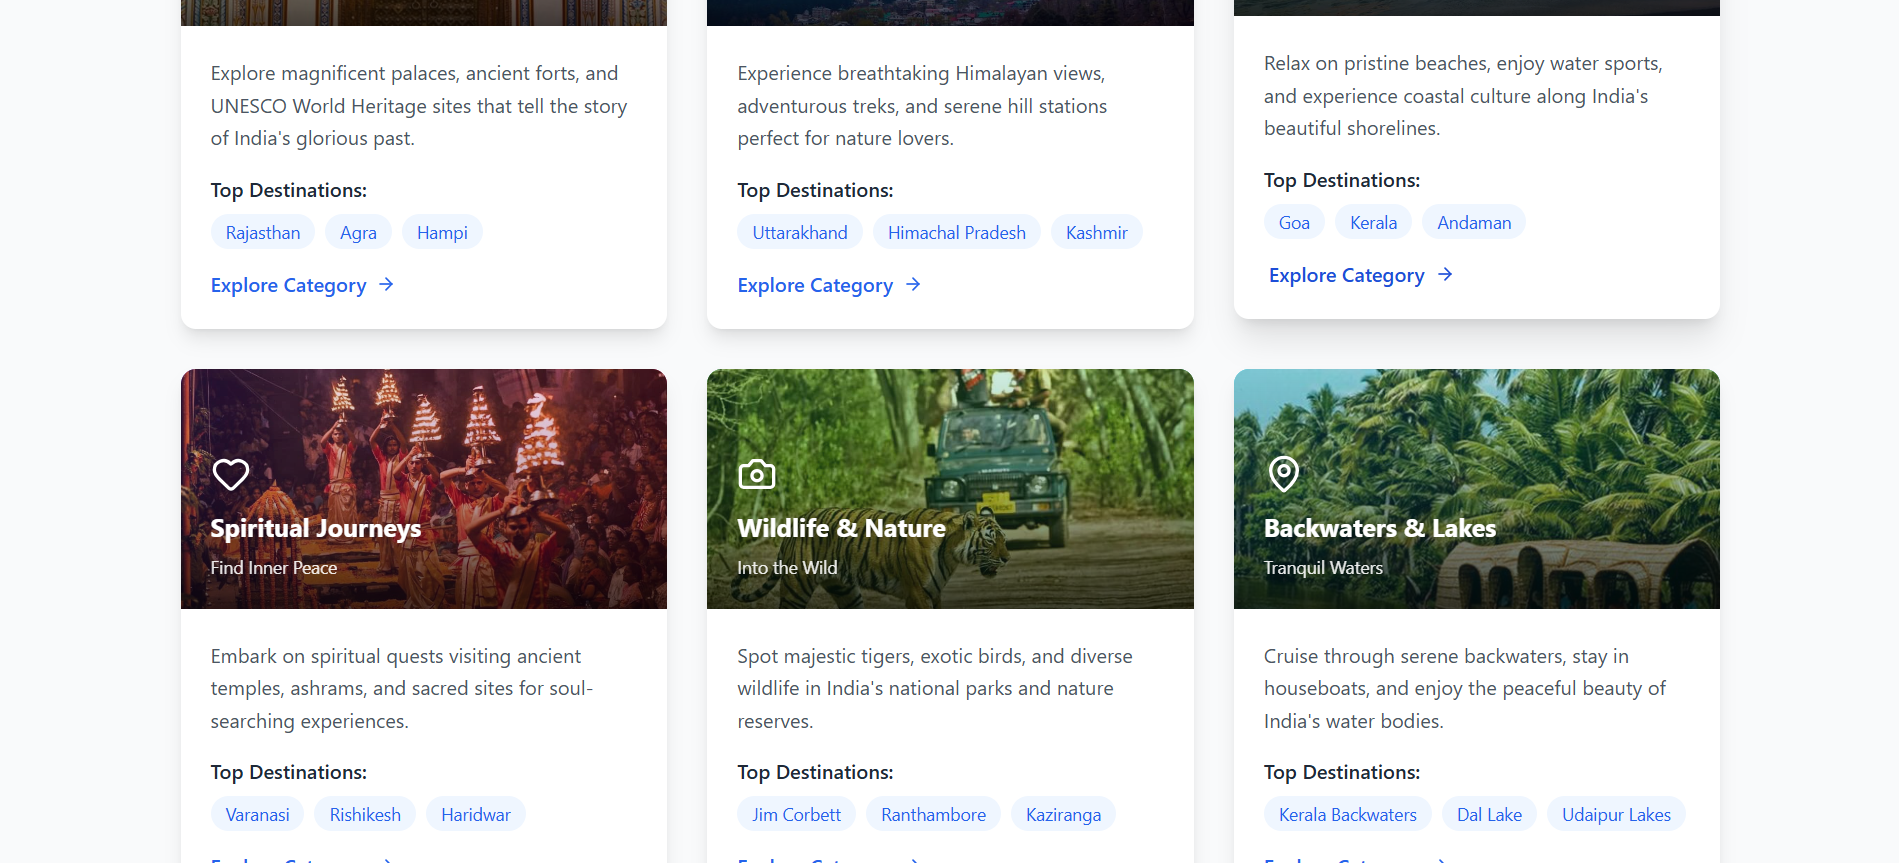 Explore magnificent palaces, ancient forts, and
UNESCO World Heritage sites that tell the story
of India's glorious past.
Top Destinations:
Rajasthan Agra Hampi
Explore Category →
Experience breathtaking Himalayan views,
adventurous treks, and serene hill stations
perfect for nature lovers.
Top Destinations:
Uttarakhand Himachal Pradesh Kashmir
Explore Category →
Relax on pristine beaches, enjoy water sports,
and experience coastal culture along India's
beautiful shorelines.
Top Destinations:
Goa Kerala Andaman
Explore Category →
Spiritual Journeys
Find Inner Peace
Embark on spiritual quests visiting ancient
temples, ashrams, and sacred sites for soul-
searching experiences.
Top Destinations:
Varanasi Rishikesh Haridwar
Wildlife & Nature
Into the Wild
Spot majestic tigers, exotic birds, and diverse
wildlife in India's national parks and nature
reserves.
Top Destinations:
Jim Corbett Ranthambore Kaziranga
Backwaters & Lakes
Tranquil Waters
Cruise through serene backwaters, stay in
houseboats, and enjoy the peaceful beauty of
India's water bodies.
Top Destinations:
Kerala Backwaters Dal Lake Udaipur Lakes